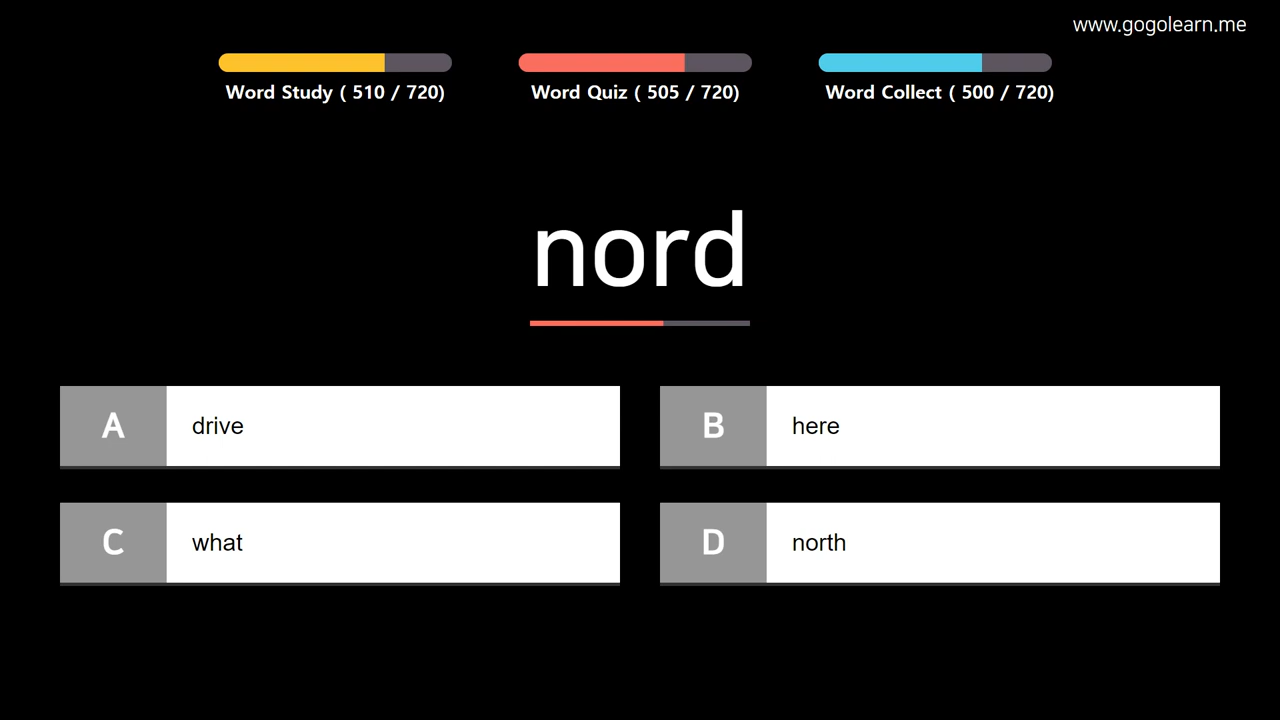 www.gogolearn.me
Word Study ( 510 / 720)
Word Quiz ( 505 / 720)
Word Collect ( 500 / 720)
nord
A drive
B here
C what
D north